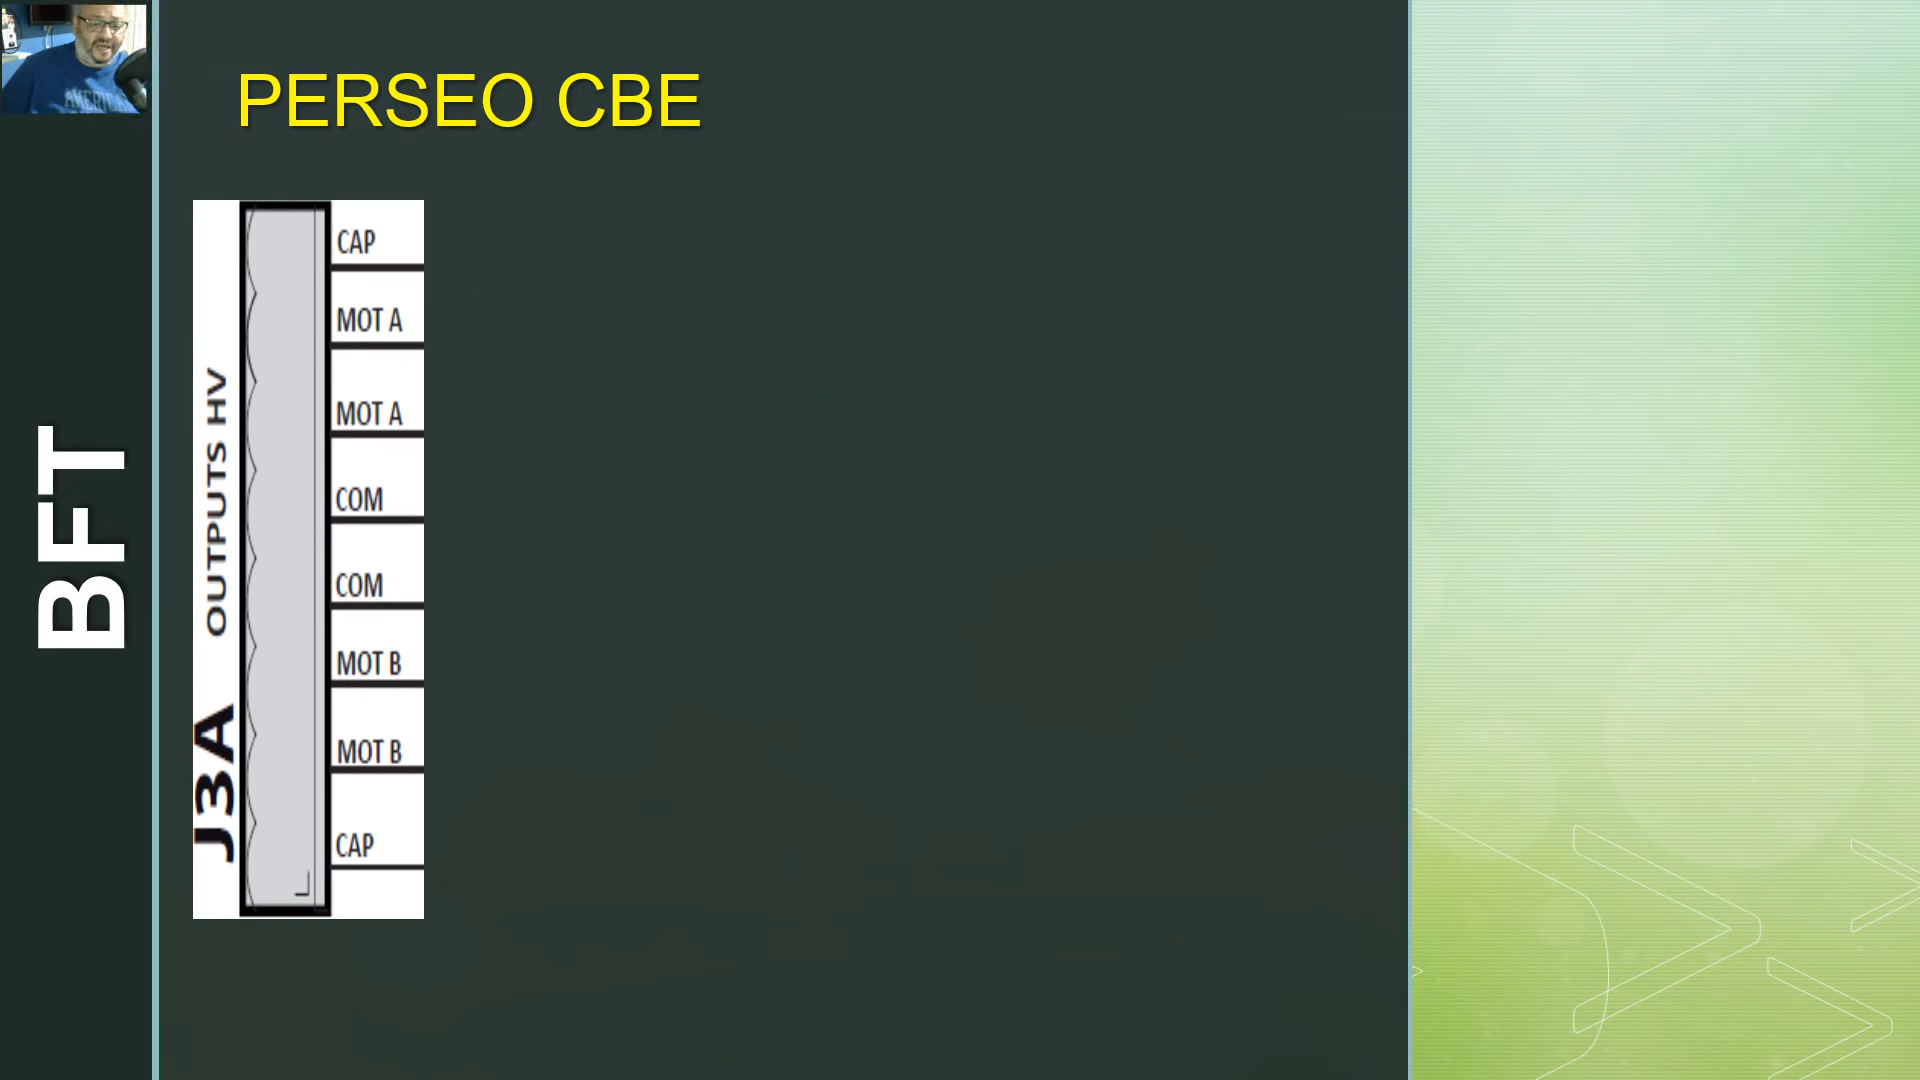 PERSEO CBE
BFT
J3A OUTPUTS HV
CAP
MOT A
MOT A
COM
COM
MOT B
MOT B
CAP